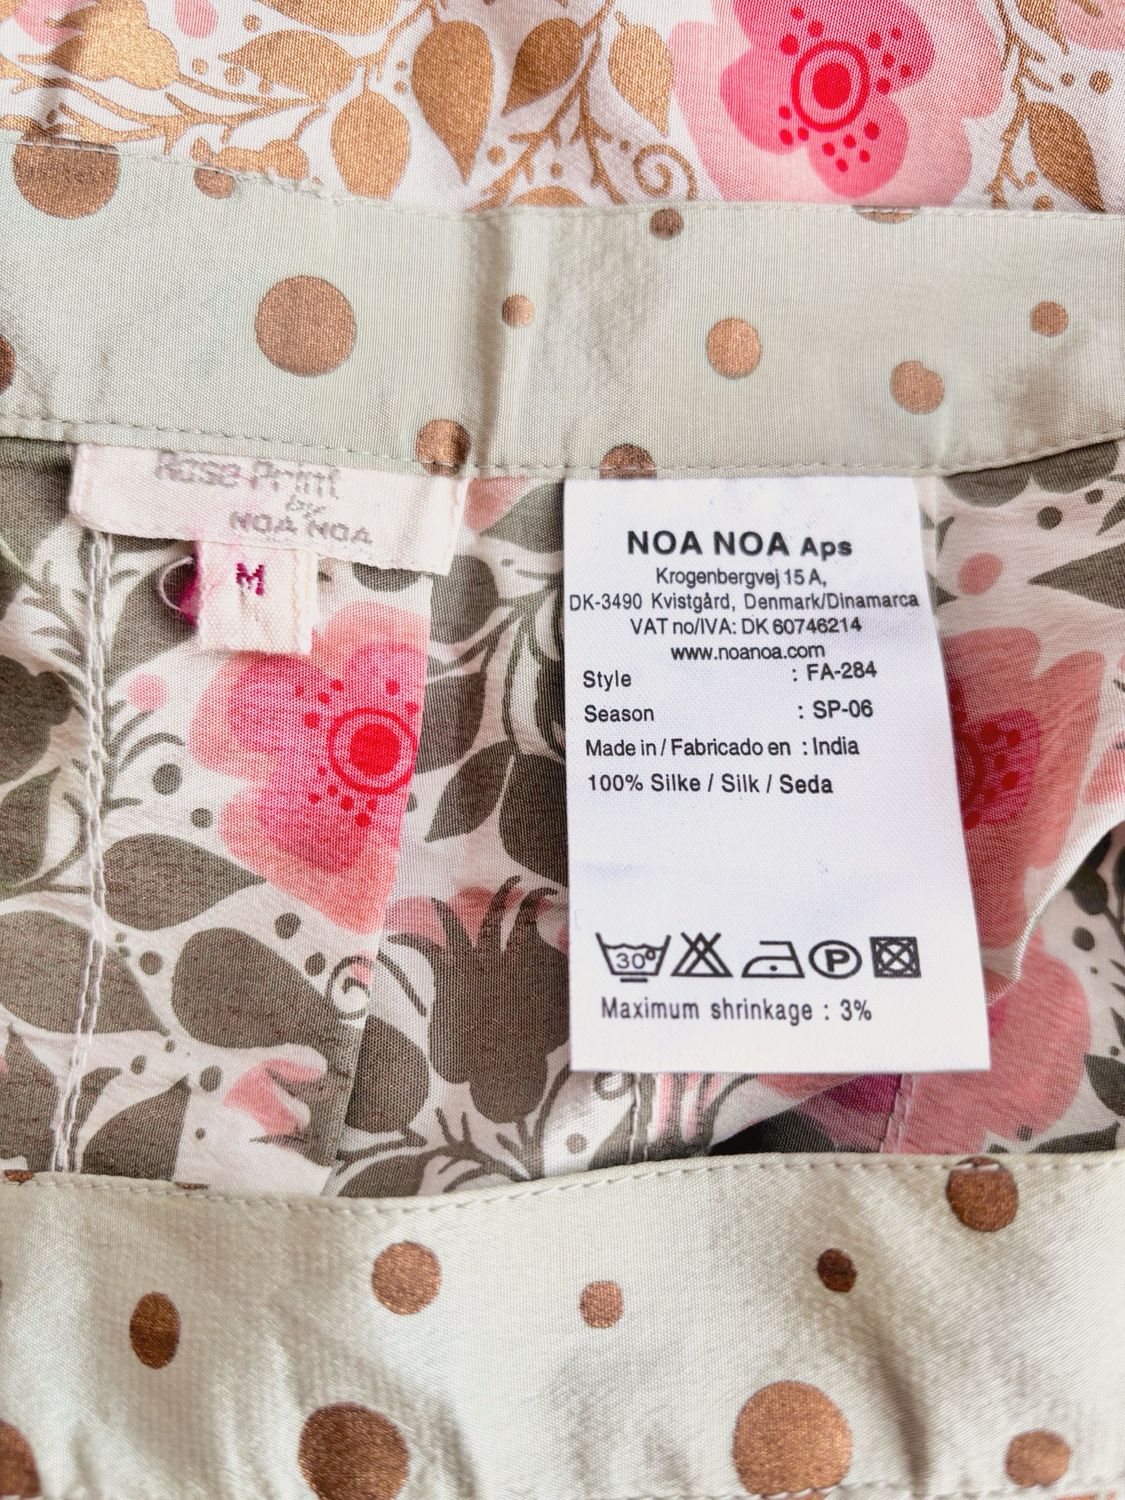 Rose Print
by
NOA NOA
M
NOA NOA Aps
Krogenbergvej 15 A,
DK-3490 Kvistgård, Denmark/Dinamarca
VAT no/IVA: DK 60746214
www.noanoa.com
Style : FA-284
Season : SP-06
Made in / Fabricado en : India
100% Silke / Silk / Seda
30° P
Maximum shrinkage : 3%